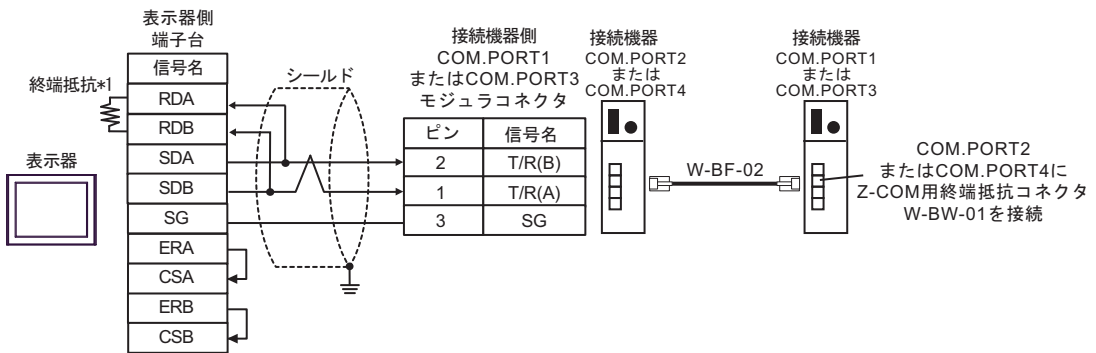 表示器側
端子台
信号名
RDA
RDB
SDA
SDB
SG
ERA
CSA
ERB
CSB
終端抵抗*1
表示器
シールド
接続機器側
COM.PORT1
またはCOM.PORT3
モジュラコネクタ
ピン 信号名
2 T/R(B)
1 T/R(A)
3 SG
接続機器
COM.PORT2
または
COM.PORT4
W-BF-02
接続機器
COM.PORT1
または
COM.PORT3
COM.PORT2
またはCOM.PORT4に
Z-COM用終端抵抗コネクタ
W-BW-01を接続